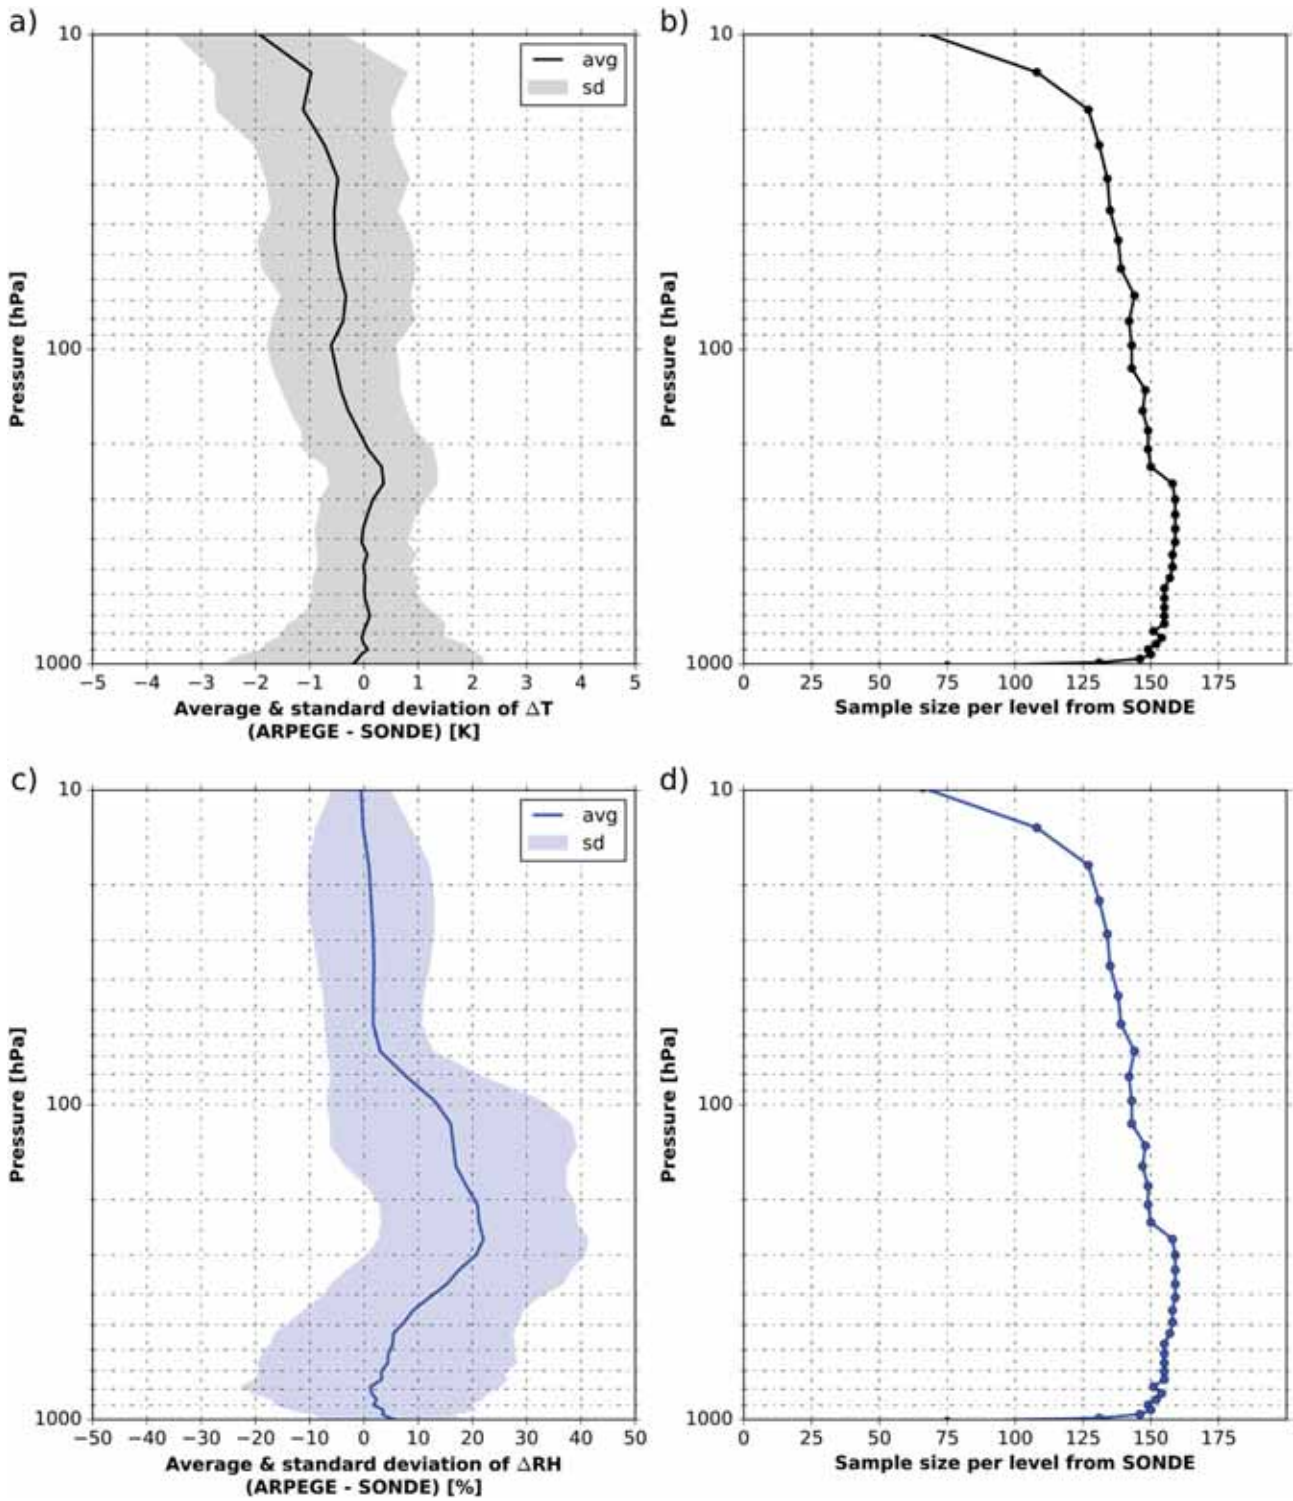 a)
10
100
1000
Pressure [hPa]
avg
sd
−5 −4 −3 −2 −1 0 1 2 3 4 5
Average & standard deviation of ΔT
(ARPEGE - SONDE) [K]
b)
10
100
1000
Pressure [hPa]
0 25 50 75 100 125 150 175
Sample size per level from SONDE
c)
10
100
1000
Pressure [hPa]
avg
sd
−50 −40 −30 −20 −10 0 10 20 30 40 50
Average & standard deviation of ΔRH
(ARPEGE - SONDE) [%]
d)
10
100
1000
Pressure [hPa]
0 25 50 75 100 125 150 175
Sample size per level from SONDE